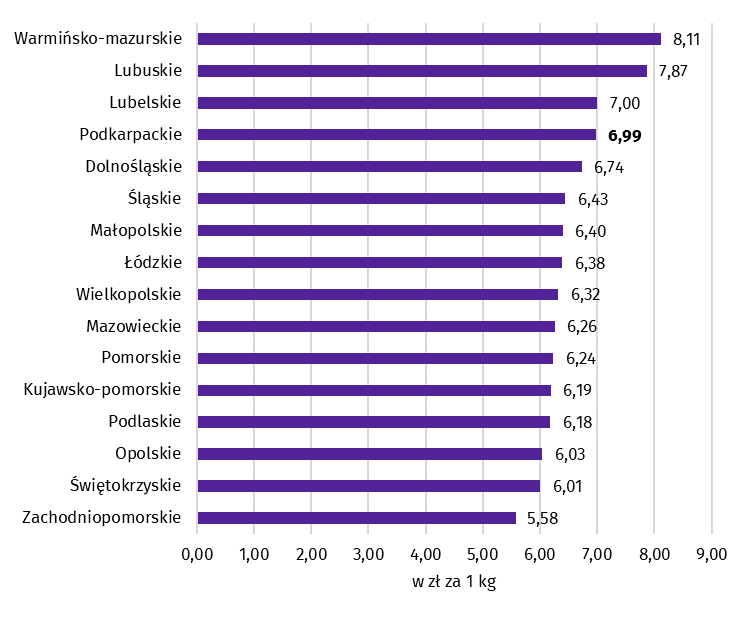 Warmińsko-mazurskie 8,11
Lubuskie 7,87
Lubelskie 7,00
Podkarpackie 6,99
Dolnośląskie 6,74
Śląskie 6,43
Małopolskie 6,40
Łódzkie 6,38
Wielkopolskie 6,32
Mazowieckie 6,26
Pomorskie 6,24
Kujawsko-pomorskie 6,19
Podlaskie 6,18
Opolskie 6,03
Świętokrzyskie 6,01
Zachodniopomorskie 5,58
0,00 1,00 2,00 3,00 4,00 5,00 6,00 7,00 8,00 9,00
w zł za 1 kg